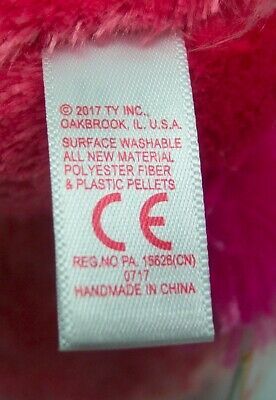 © 2017 TY INC.,
OAKBROOK, IL. U.S.A.
SURFACE WASHABLE
ALL NEW MATERIAL
POLYESTER FIBER
& PLASTIC PELLETS
CE
REG.NO PA. 15626(CN)
0717
HANDMADE IN CHINA